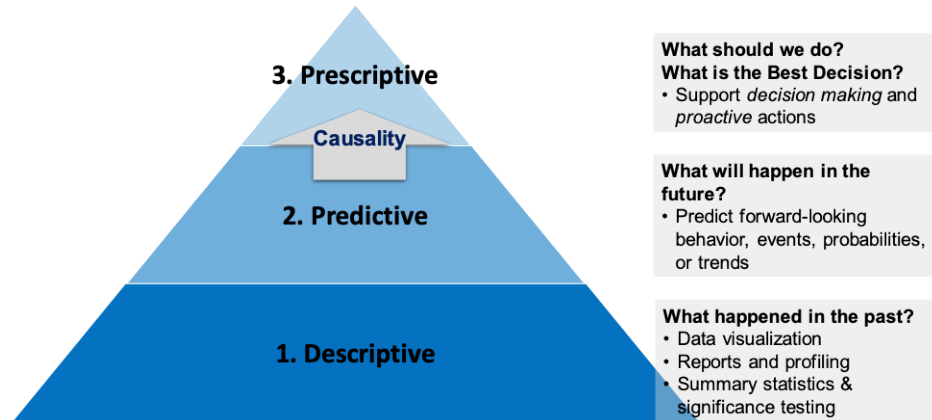 3. Prescriptive
Causality
2. Predictive
1. Descriptive
What should we do?
What is the Best Decision?
• Support decision making and
proactive actions
What will happen in the
future?
• Predict forward-looking
behavior, events, probabilities,
or trends
What happened in the past?
• Data visualization
• Reports and profiling
• Summary statistics &
significance testing